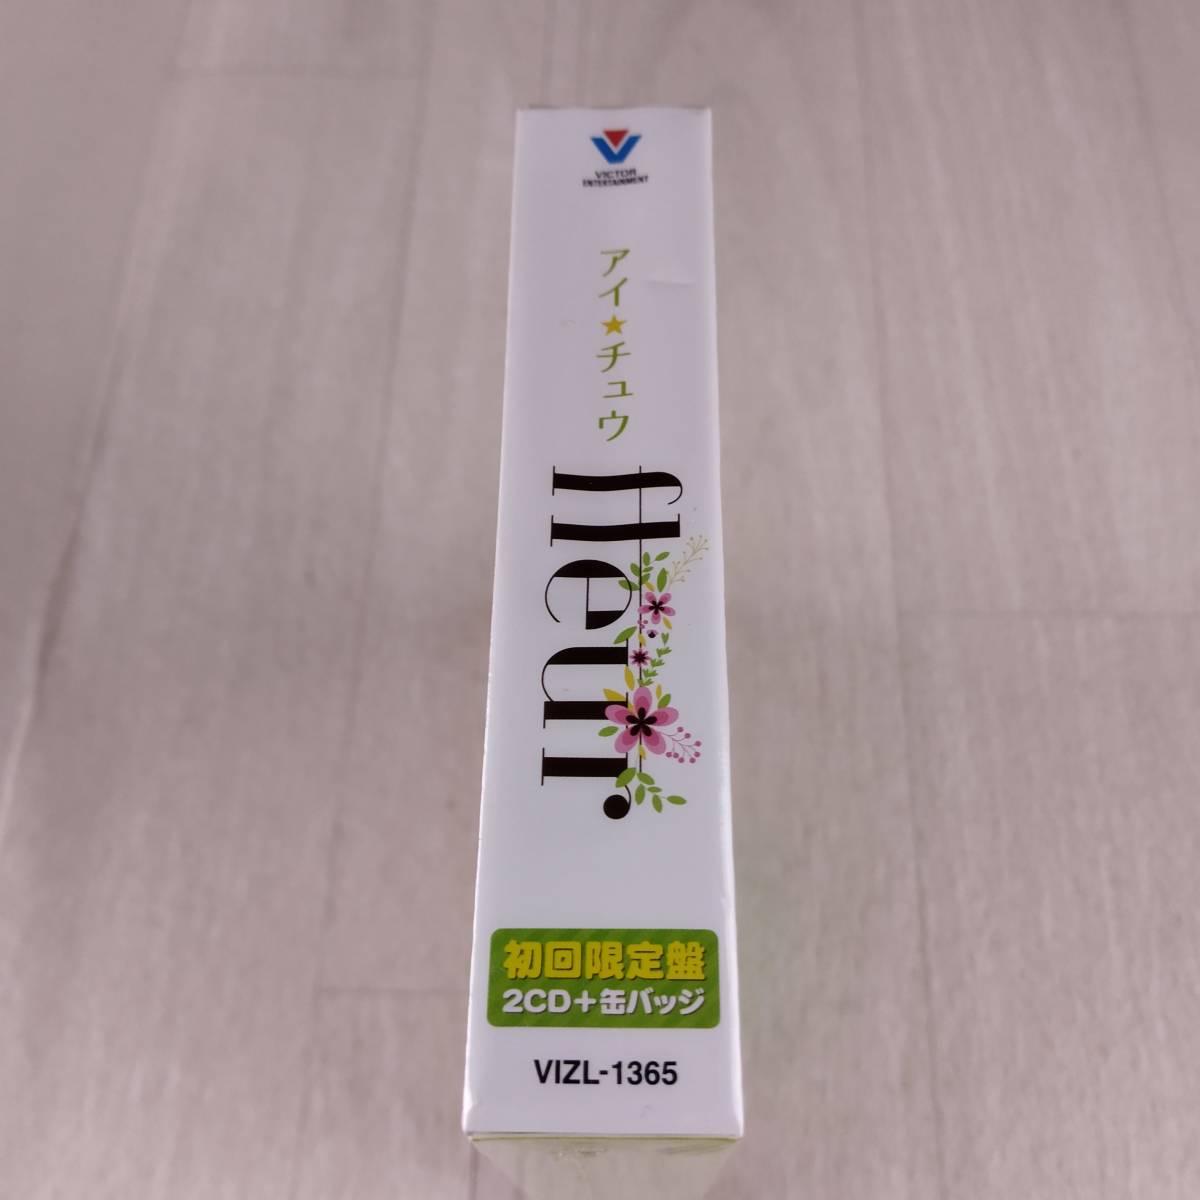 VICTOR
ENTERTAINMENT
アイ★チュウ
fleur
初回限定盤
2CD+缶バッジ
VIZL-1365